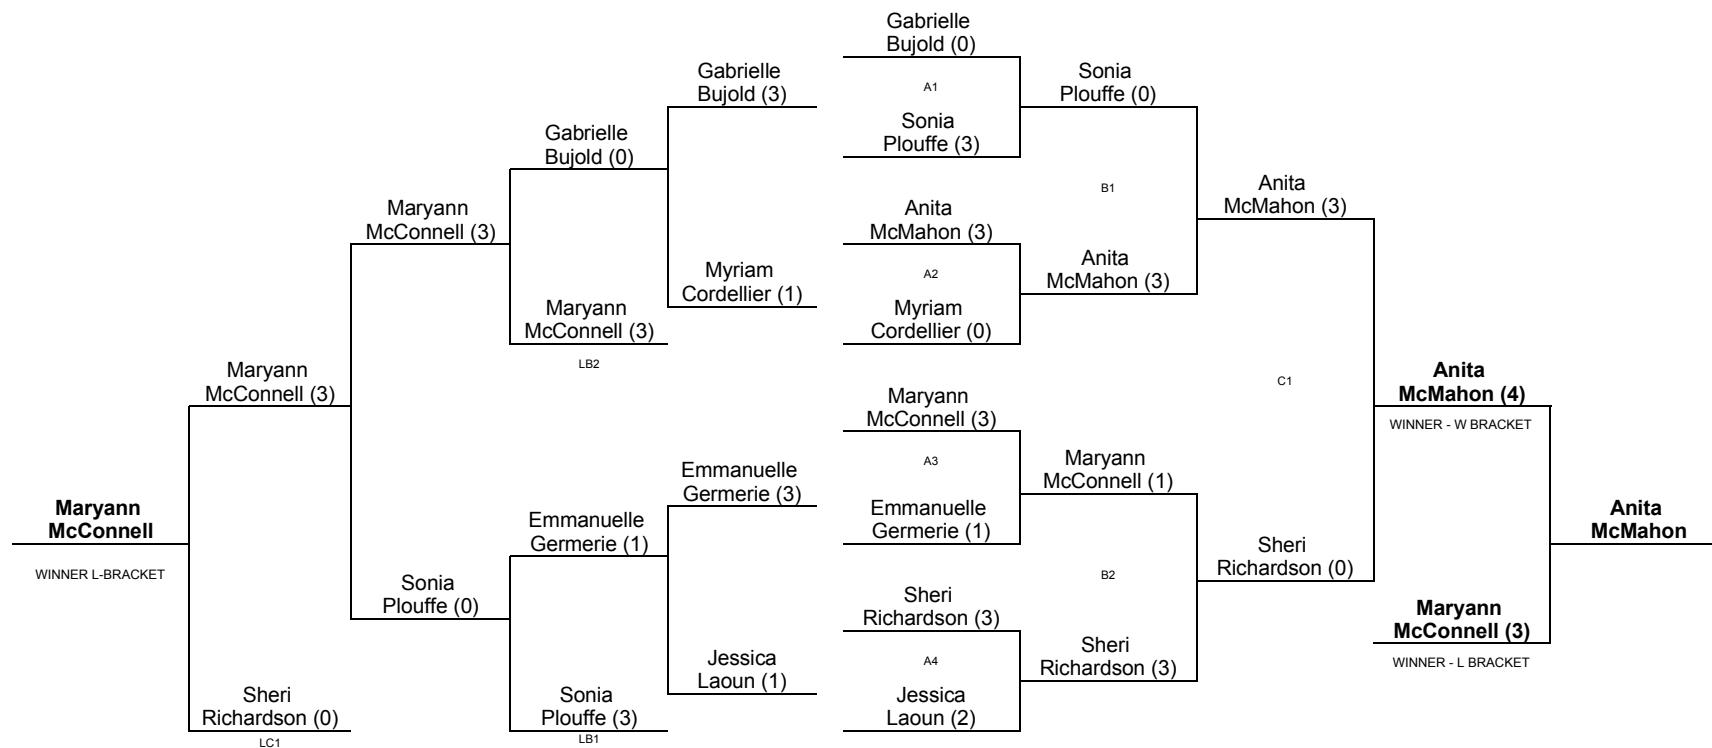 Gabrielle
Bujold (0)
Gabrielle
Bujold (3)
A1
Sonia
Plouffe (0)
Sonia
Plouffe (3)
Gabrielle
Bujold (0)
B1
Anita
McMahon (3)
Maryann
McConnell (3)
Anita
McMahon (3)
Anita
McMahon (3)
Myriam
Cordellier (1)
A2
Maryann
McConnell (3)
Myriam
Cordellier (0)
LB2
Maryann
McConnell (3)
C1
Anita
McMahon (4)
Maryann
McConnell (3)
WINNER - W BRACKET
A3
Maryann
McConnell (1)
Emmanuelle
Germerie (3)
Maryann
McConnell
Emmanuelle
Germerie (1)
Emmanuelle
Germerie (1)
Anita
McMahon
Sheri
Richardson (0)
WINNER L-BRACKET
Sonia
Plouffe (0)
B2
Sheri
Richardson (3)
Maryann
McConnell (3)
Sheri
Richardson (3)
Jessica
Laoun (1)
A4
WINNER - L BRACKET
Sheri
Richardson (0)
Sonia
Plouffe (3)
Jessica
Laoun (2)
LC1
LB1